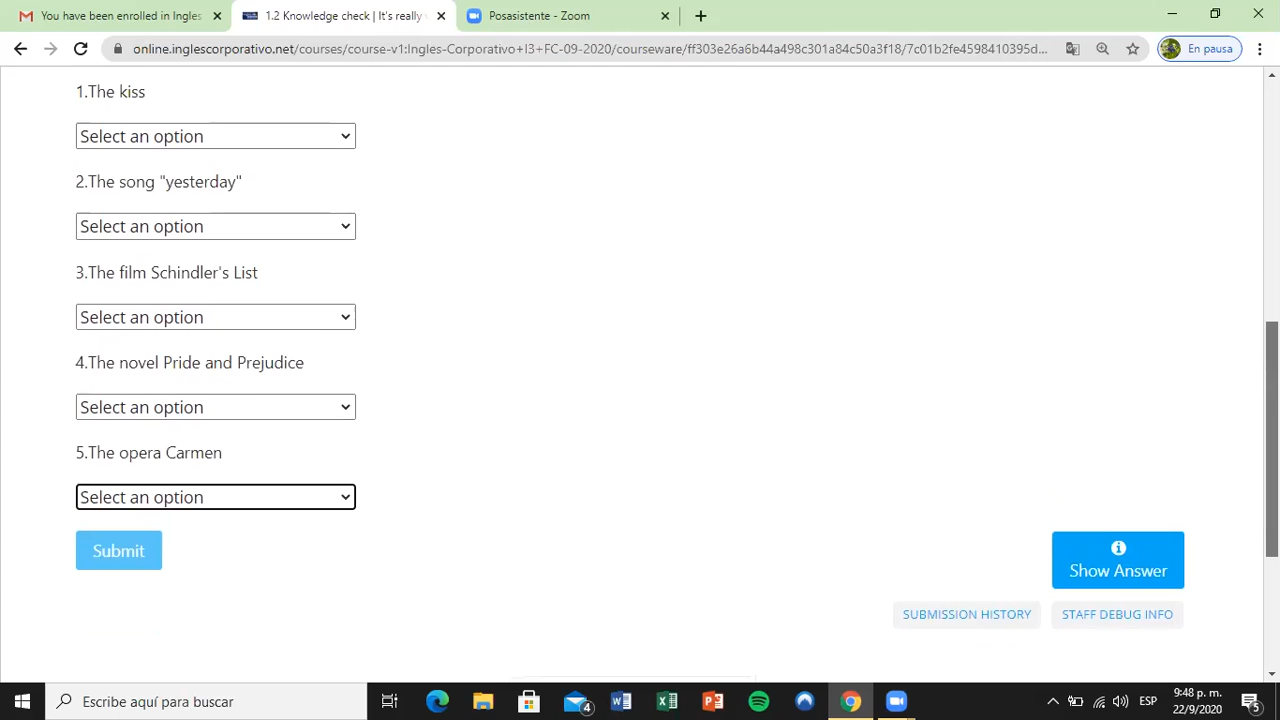 You have been enrolled in Ingles
1.2 Knowledge check | It's really
Posasistente - Zoom
online.inglescorporativo.net/courses/course-v1:Ingles-Corporativo+I3+FC-09-2020/courseware/ff303e26a6b44a498c301a84c50a3f18/7c01b2fe4598410395d...
En pausa
1.The kiss
Select an option
2.The song "yesterday"
Select an option
3.The film Schindler's List
Select an option
4.The novel Pride and Prejudice
Select an option
5.The opera Carmen
Select an option
Submit
Show Answer
SUBMISSION HISTORY
STAFF DEBUG INFO
Escribe aquí para buscar
4
ESP
9:48 p. m.
22/9/2020
5